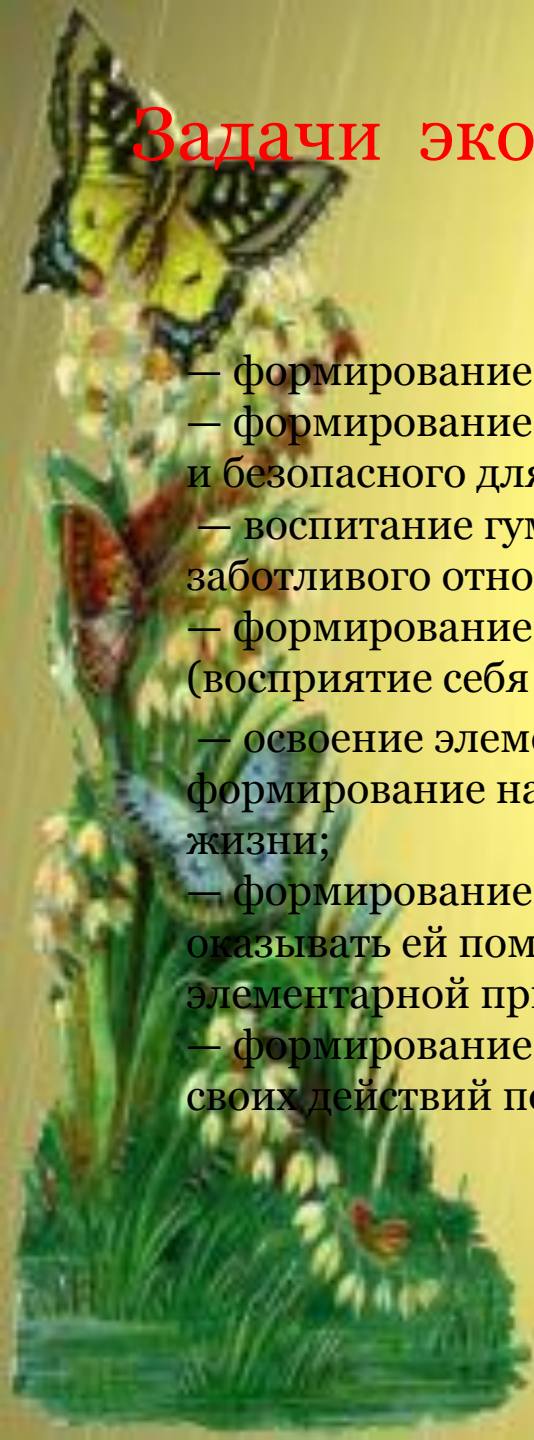 Задачи эко
— формирование
— формирование
и безопасного для
— воспитание гум
заботливого отно
— формирование
(восприятие себя
— освоение элем
формирование на
жизни;
— формирование
оказывать ей пом
элементарной пр
— формирование
своих действий по